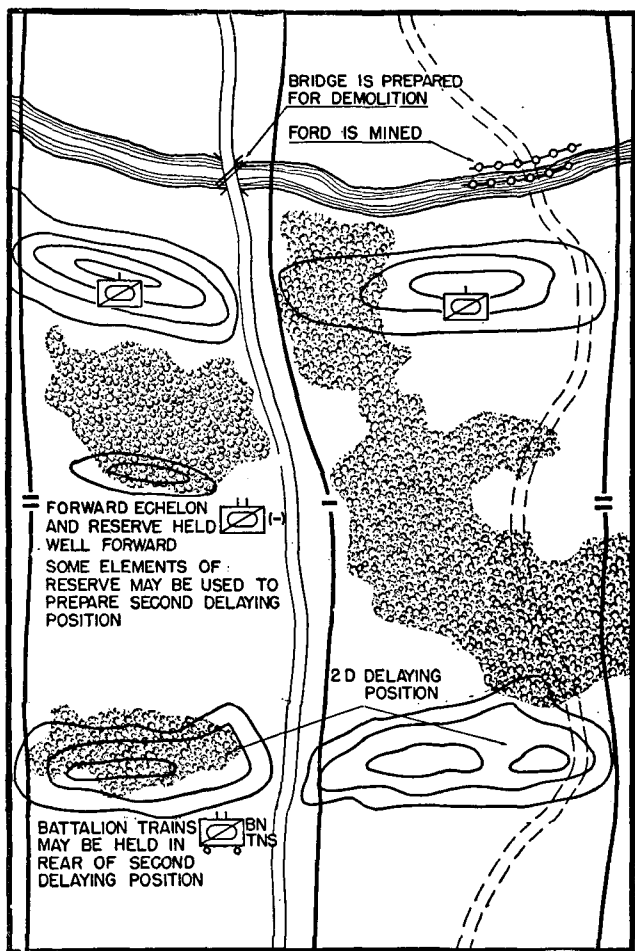 BRIDGE IS PREPARED
FOR DEMOLITION
FORD IS MINED
FORWARD ECHELON
AND RESERVE HELD (-)
WELL FORWARD
SOME ELEMENTS OF
RESERVE MAY BE USED TO
PREPARE SECOND DELAYING
POSITION
2D DELAYING
POSITION
BATTALION TRAINS BN
MAY BE HELD IN TNS
REAR OF SECOND
DELAYING POSITION